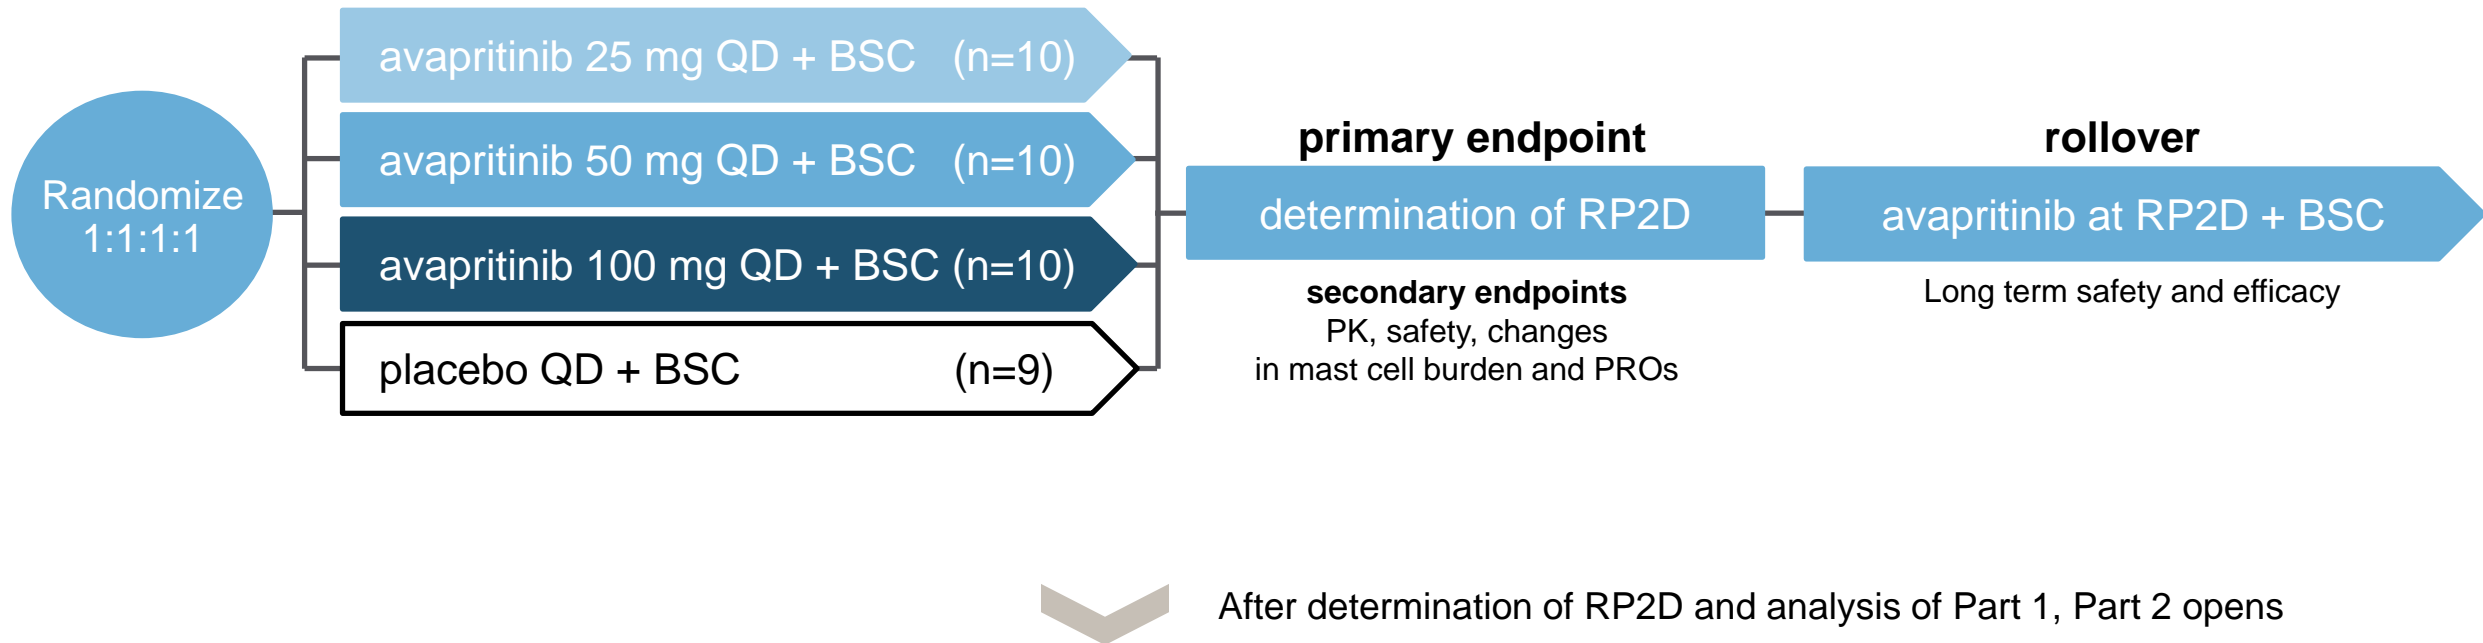 Randomize
1:1:1:1
avapritinib 25 mg QD + BSC (n=10)
avapritinib 50 mg QD + BSC (n=10)
avapritinib 100 mg QD + BSC (n=10)
placebo QD + BSC (n=9)
primary endpoint
determination of RP2D
secondary endpoints
PK, safety, changes
in mast cell burden and PROs
rollover
avapritinib at RP2D + BSC
Long term safety and efficacy
After determination of RP2D and analysis of Part 1, Part 2 opens